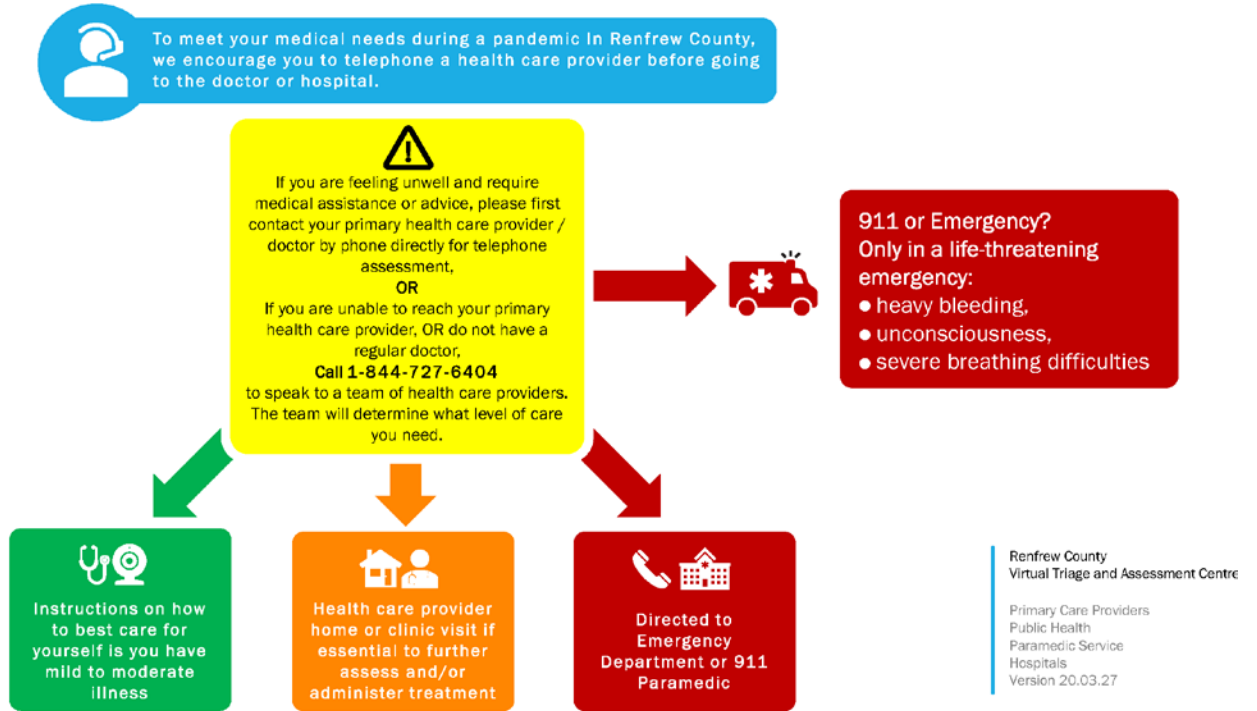 To meet your medical needs during a pandemic In Renfrew County,
we encourage you to telephone a health care provider before going
to the doctor or hospital.
If you are feeling unwell and require
medical assistance or advice, please first
contact your primary health care provider /
doctor by phone directly for telephone
assessment,
OR
If you are unable to reach your primary
health care provider, OR do not have a
regular doctor,
Call 1-844-727-6404
to speak to a team of health care providers.
The team will determine what level of care
you need.
911 or Emergency?
Only in a life-threatening
emergency:
● heavy bleeding,
● unconsciousness,
● severe breathing difficulties
Instructions on how
to best care for
yourself is you have
mild to moderate
illness
Health care provider
home or clinic visit if
essential to further
assess and/or
administer treatment
Directed to
Emergency
Department or 911
Paramedic
Renfrew County
Virtual Triage and Assessment Centre
Primary Care Providers
Public Health
Paramedic Service
Hospitals
Version 20.03.27